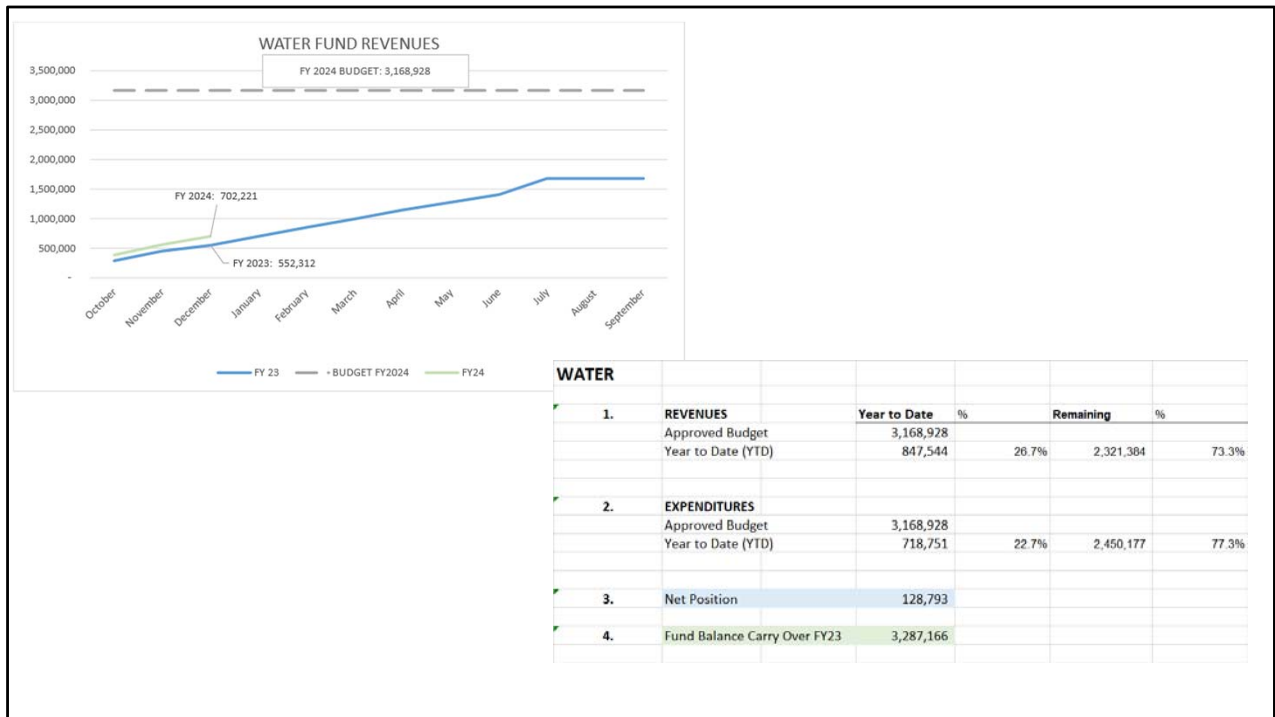 WATER FUND REVENUES
FY 2024 BUDGET: 3,168,928
3,500,000
3,000,000
2,500,000
2,000,000
1,500,000
1,000,000
500,000
-
FY 2024: 702,221
FY 2023: 552,312
October
November
December
January
February
March
April
May
June
July
August
September
FY 23
- BUDGET FY2024
FY24
WATER
1. REVENUES Year to Date % Remaining %
Approved Budget 3,168,928
Year to Date (YTD) 847,544 26.7% 2,321,384 73.3%
2. EXPENDITURES
Approved Budget 3,168,928
Year to Date (YTD) 718,751 22.7% 2,450,177 77.3%
3. Net Position 128,793
4. Fund Balance Carry Over FY23 3,287,166